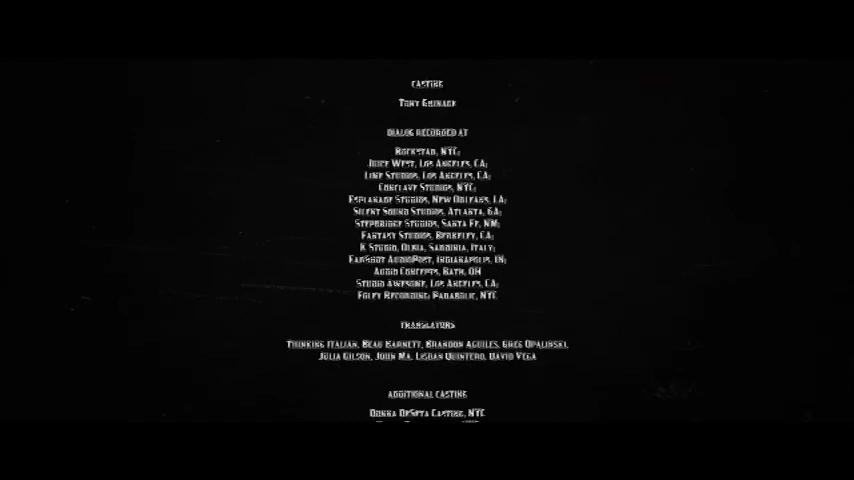 CASTING
TONY
DIALOG RECORDED AT
ROCKSTAR, NYC;
JUICE WEST, LOS ANGELES, CA;
LIME STUDIOS, LOS ANGELES, CA;
CONCLAVE STUDIOS, NYC;
ESPLANADE STUDIOS, NEW ORLEANS, LA;
SILENT SOUND STUDIOS, ATLANTA, GA;
STEPBRIDGE STUDIOS, SANTA FE, NM;
FANTASY STUDIOS, BERKELEY, CA;
K STUDIO, OLBIA, SARDINIA, ITALY;
EARSHOT AUDIOPOST, INDIANAPOLIS, IN;
AUDIO CONCEPTS, BATH, OH
STUDIO AWESOME, LOS ANGELES, CA;
FOLEY RECORDING: PARABOLIC, NYC
TRANSLATORS
THINKING ITALIAN, BEAU BARNETT, BRANDON AGUILES, GREG OPALINSKI,
JULIA GILSON, JOHN MA, LISBAN QUINTERO, DAVID VEGA
ADDITIONAL CASTING
DONNA DESETA CASTING, NYC